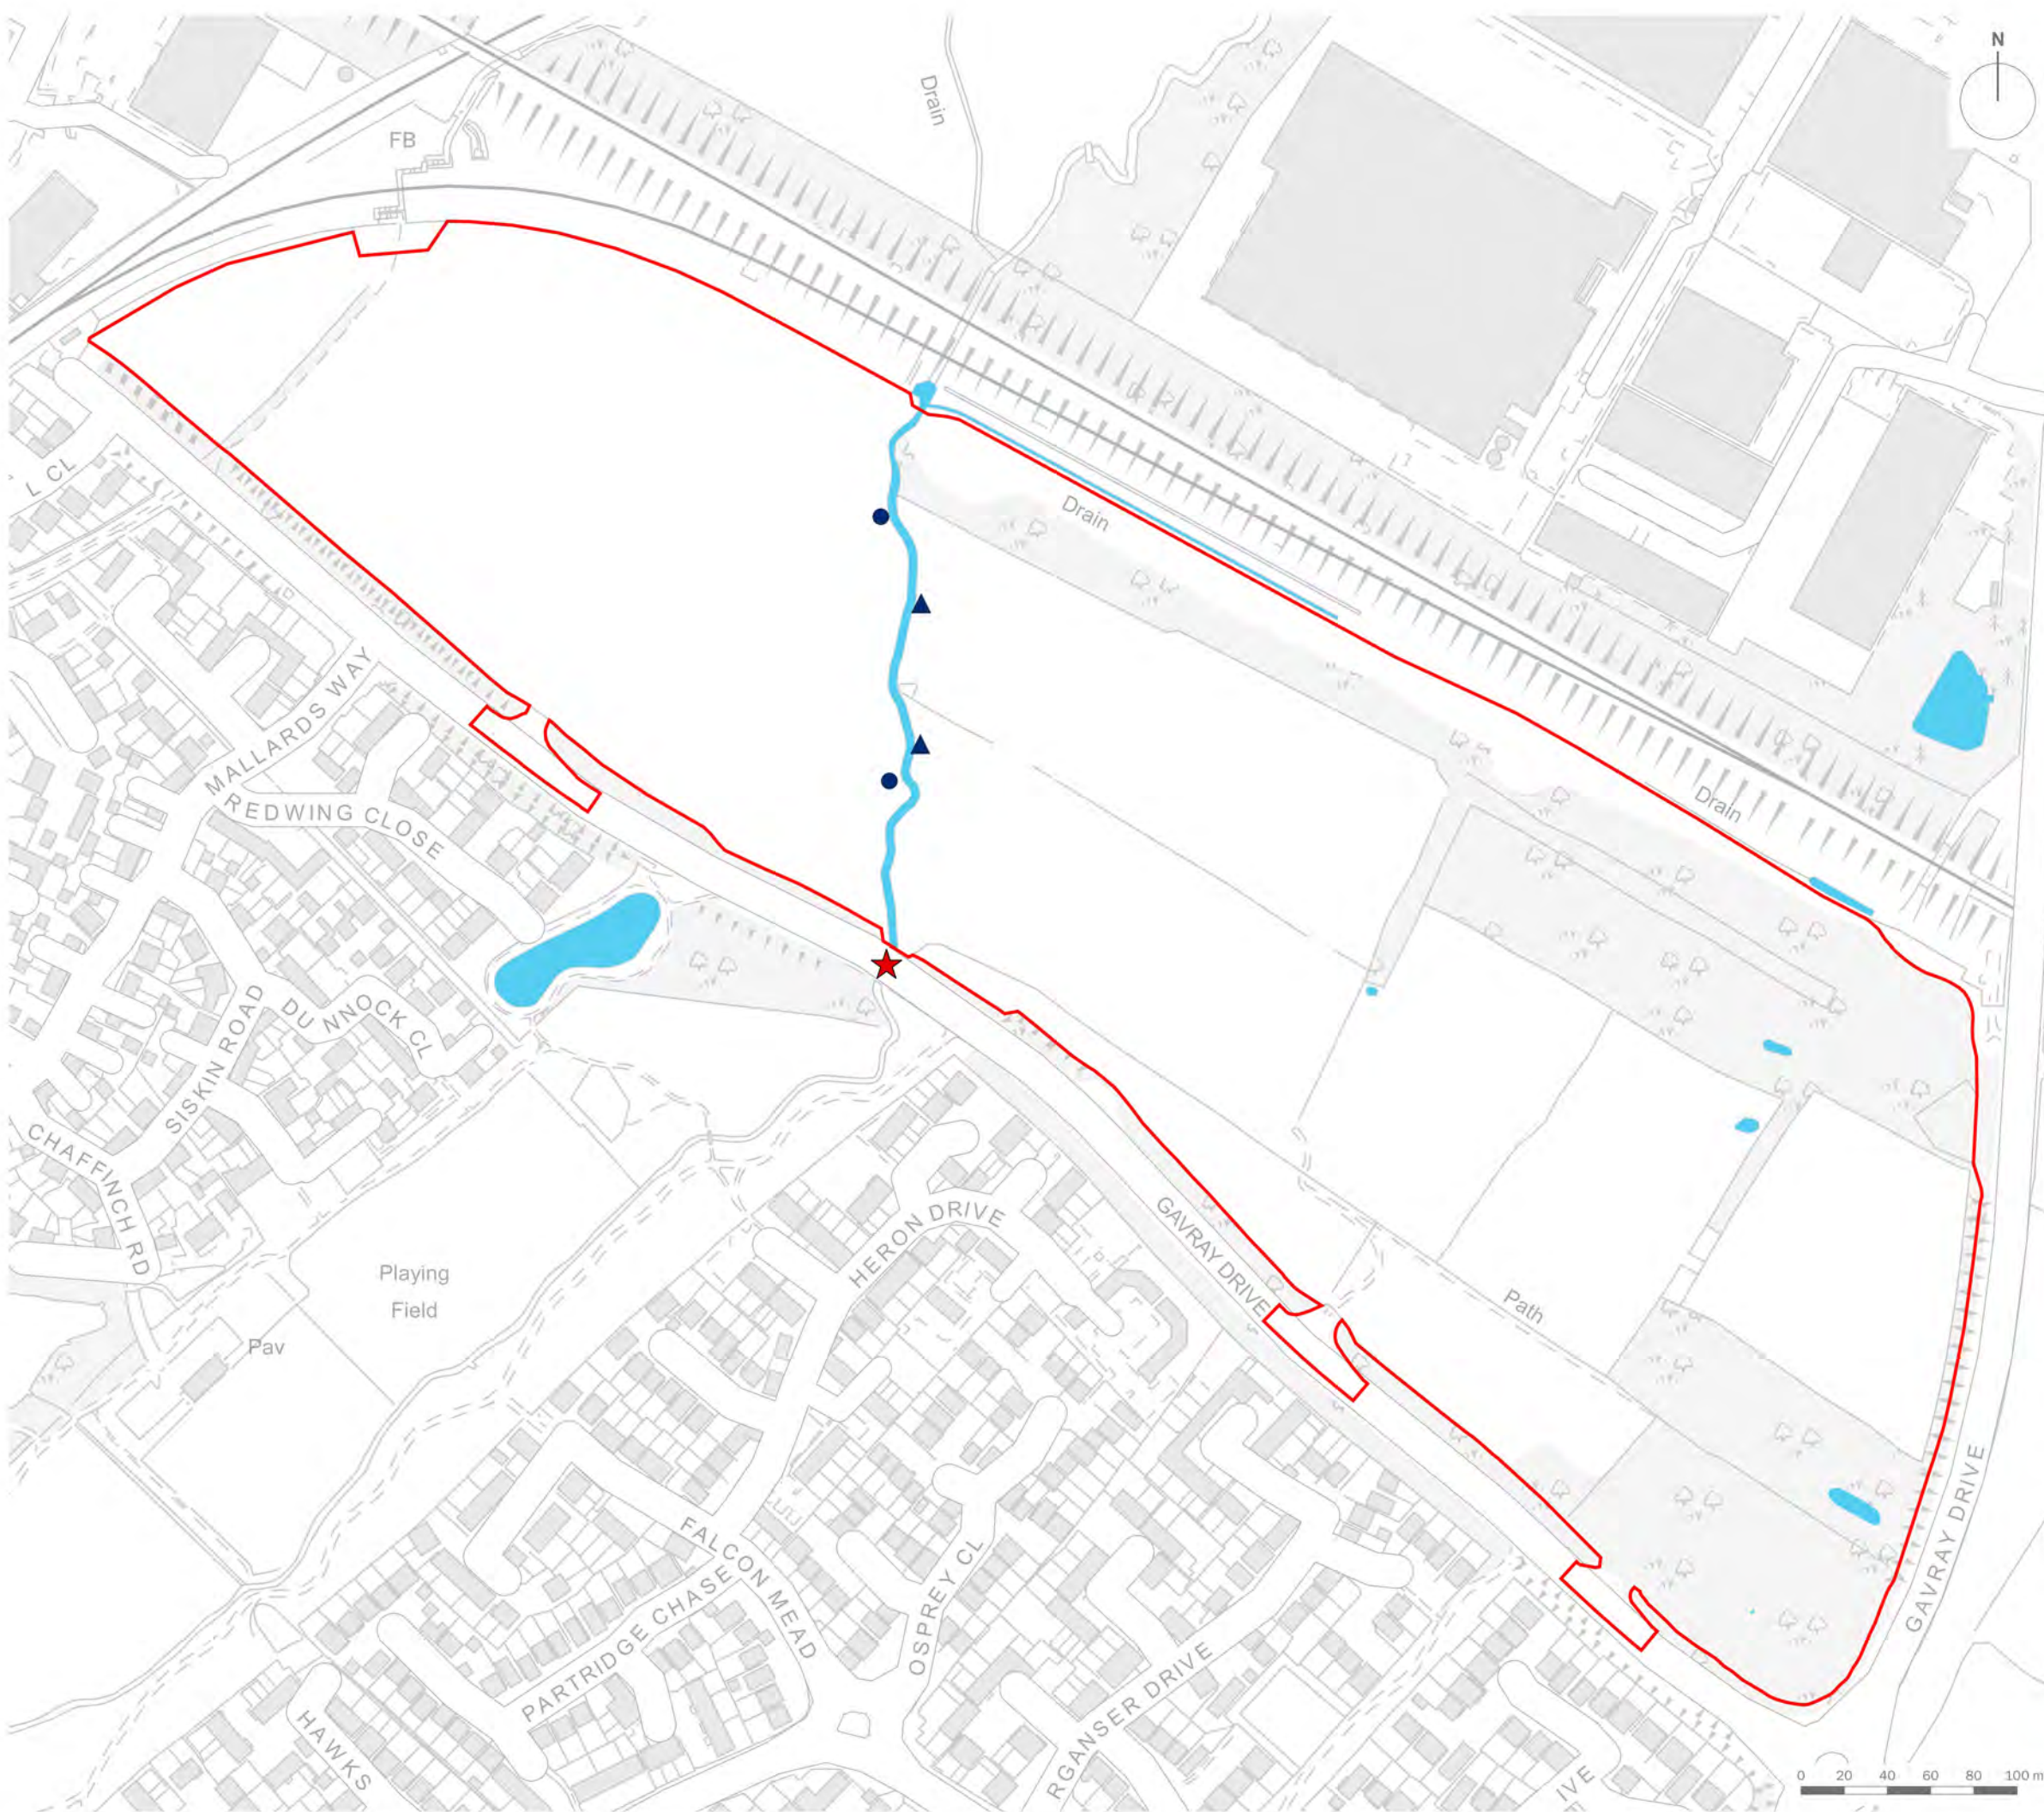 N
Drain
FB
L CL
Drain
MALLARDS WAY
REDWING CLOSE
Drain
SISKIN ROAD
DUNNOCK CL
CHAFFINCH RD
HERON DRIVE
GAVRAY DRIVE
Playing
Field
Path
Pav
GAVRAY DRIVE
FALCON MEAD
PARTRIDGE CHASE
OSPREY CL
RGANSER DRIVE
HAWKS
IVE
0 20 40 60 80 100 m